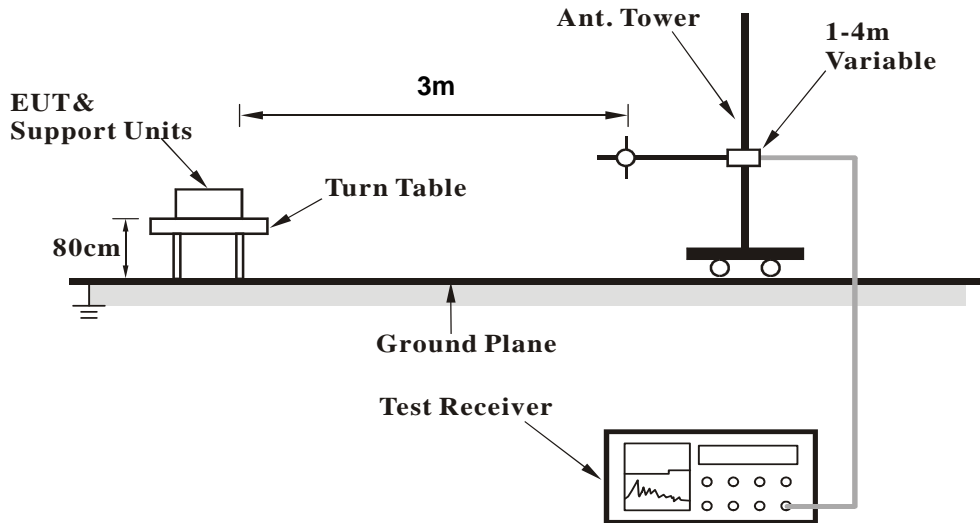 Ant. Tower
1-4m
Variable
3m
EUT&
Support Units
Turn Table
80cm
Ground Plane
Test Receiver